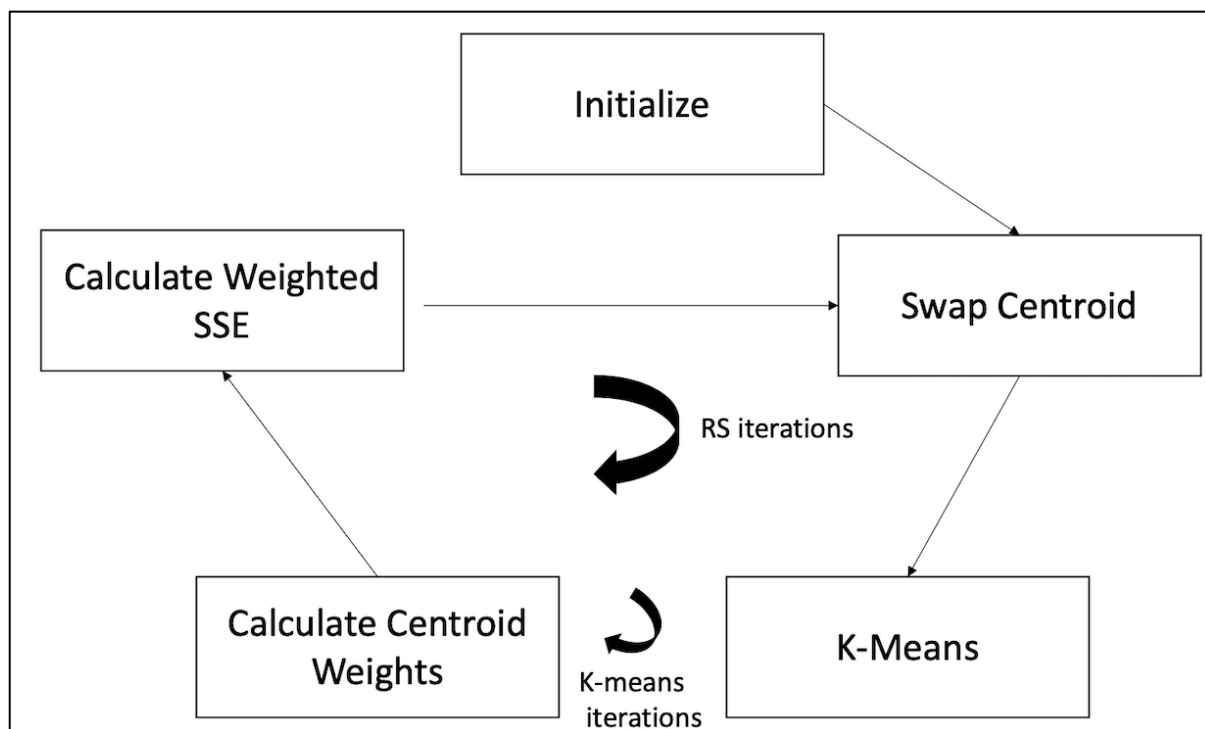 Initialize
Calculate Weighted
SSE
Swap Centroid
RS iterations
Calculate Centroid
Weights
K-means
iterations
K-Means